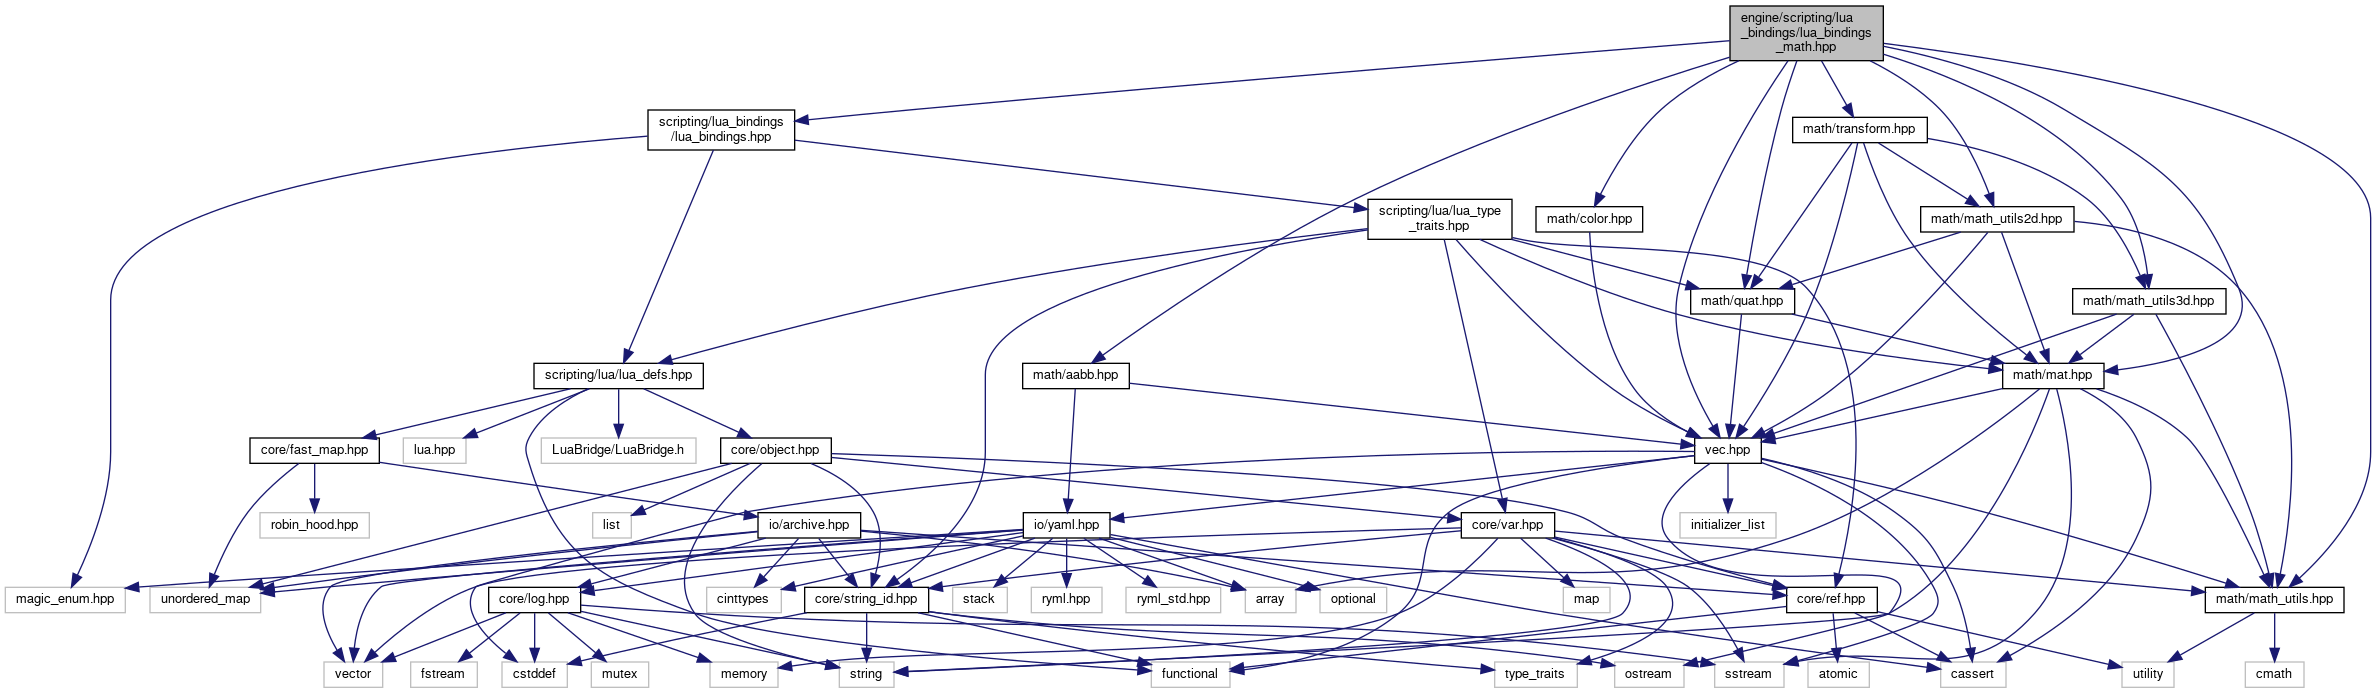 engine/scripting/lua
_bindings/lua_bindings
_math.hpp
scripting/lua_bindings
/lua_bindings.hpp
math/transform.hpp
scripting/lua/lua_type
_traits.hpp
math/color.hpp
math/math_utils2d.hpp
math/quat.hpp
math/math_utils3d.hpp
scripting/lua/lua_defs.hpp
math/aabb.hpp
math/mat.hpp
core/fast_map.hpp
lua.hpp
LuaBridge/LuaBridge.h
core/object.hpp
vec.hpp
robin_hood.hpp
list
io/archive.hpp
io/yaml.hpp
core/var.hpp
initializer_list
magic_enum.hpp
unordered_map
core/log.hpp
cinttypes
core/string_id.hpp
stack
ryml.hpp
ryml_std.hpp
array
optional
map
core/ref.hpp
math/math_utils.hpp
vector
fstream
cstddef
mutex
memory
string
functional
type_traits
ostream
sstream
atomic
cassert
utility
cmath